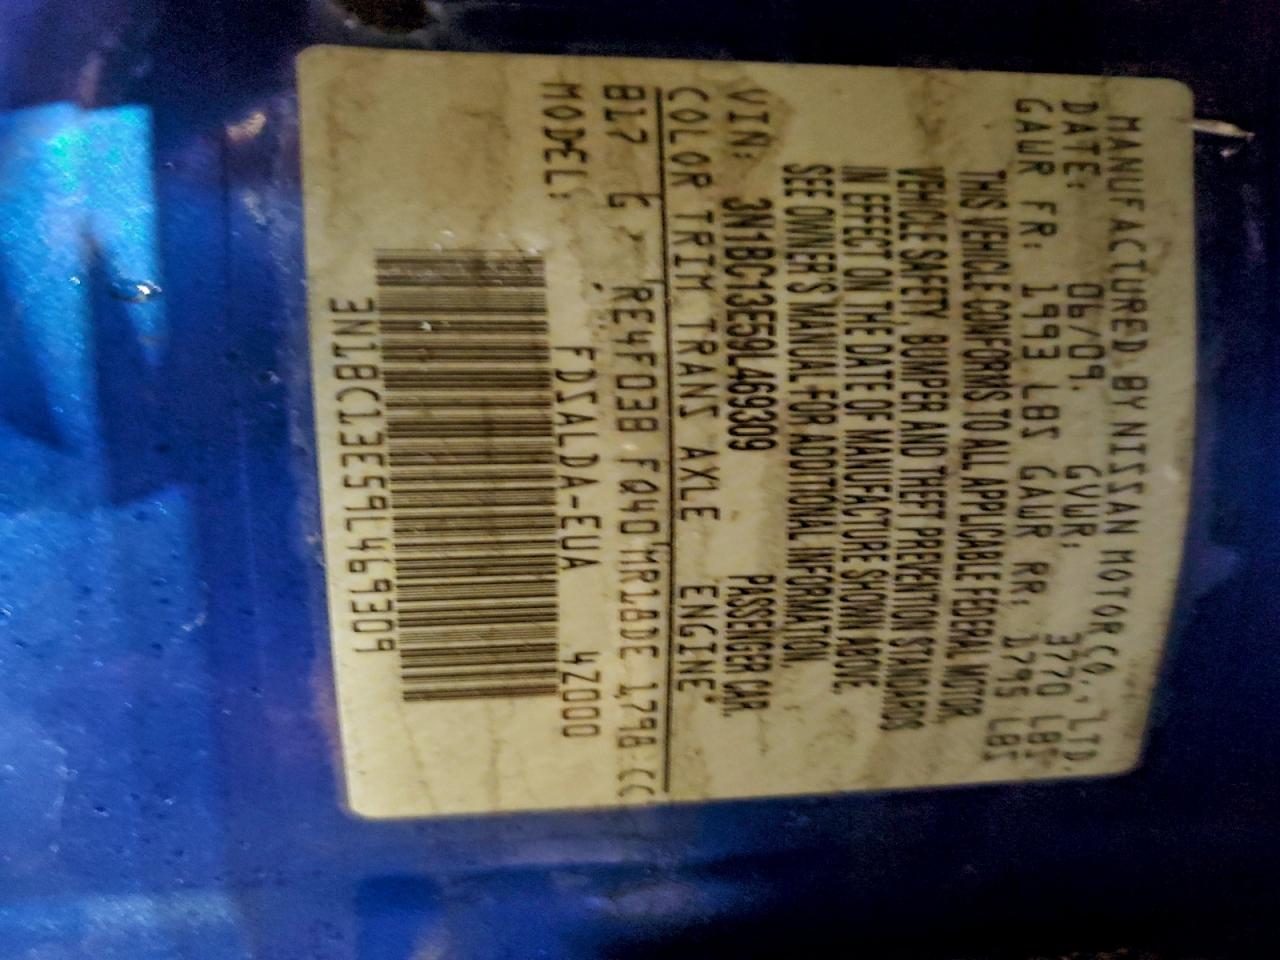 MANUFACTURED BY NISSAN MOTOR CO., LTD.
DATE: 06/09. GVWR: 3770 LBS
GAWR FR: 1993 LBS GAWR RR: 1795 LBS
THIS VEHICLE CONFORMS TO ALL APPLICABLE FEDERAL MOTOR
VEHICLE SAFETY, BUMPER AND THEFT PREVENTION STANDARDS
IN EFFECT ON THE DATE OF MANUFACTURE SHOWN ABOVE.
SEE OWNER'S MANUAL FOR ADDITIONAL INFORMATION.
VIN: 3N1BC13E59L469309 PASSENGER CAR.
COLOR TRIM TRANS AXLE ENGINE
B17 G RE4F03B FQ40 MR18DE 1798 CC
MODEL: FDSALDA-EUA 4Z000
3N1BC13E59L469309